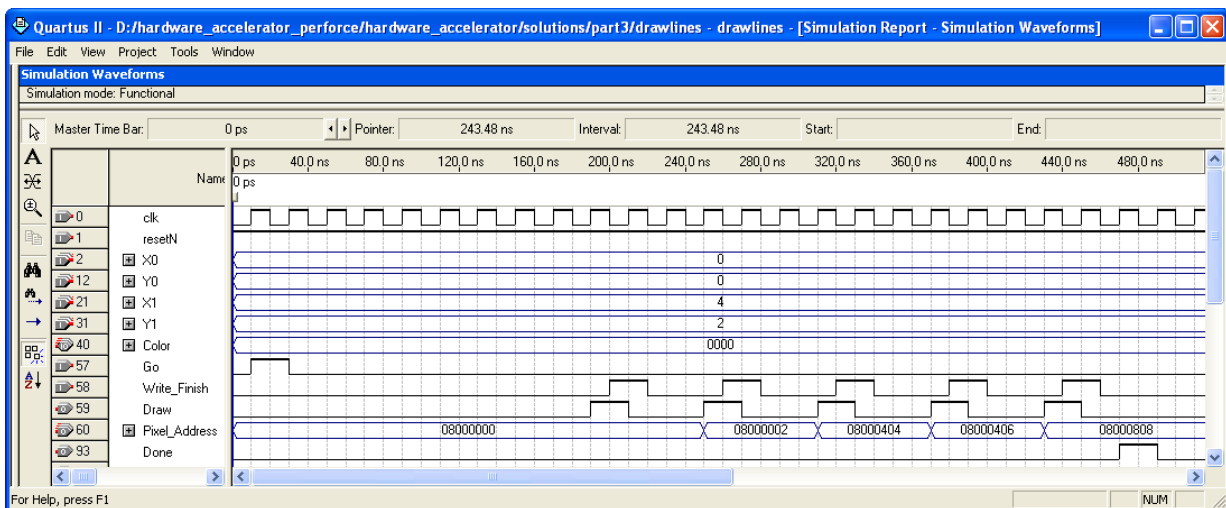 Quartus II - D:/hardware_accelerator_perforce/hardware_accelerator/solutions/part3/drawlines - drawlines - [Simulation Report - Simulation Waveforms]
File Edit View Project Tools Window
Simulation Waveforms
Simulation mode: Functional
Master Time Bar: 0 ps Pointer: 243.48 ns Interval: 243.48 ns Start: End:
0 ps 40.0 ns 80.0 ns 120.0 ns 160.0 ns 200.0 ns 240.0 ns 280.0 ns 320.0 ns 360.0 ns 400.0 ns 440.0 ns 480.0 ns
Name 0 ps
0 clk
1 resetN
2 X0 0
12 Y0 0
21 X1 4
31 Y1 2
40 Color 0000
57 Go
58 Write_Finish
59 Draw
60 Pixel_Address 08000000 08000002 08000404 08000406 08000808
93 Done
For Help, press F1 NUM